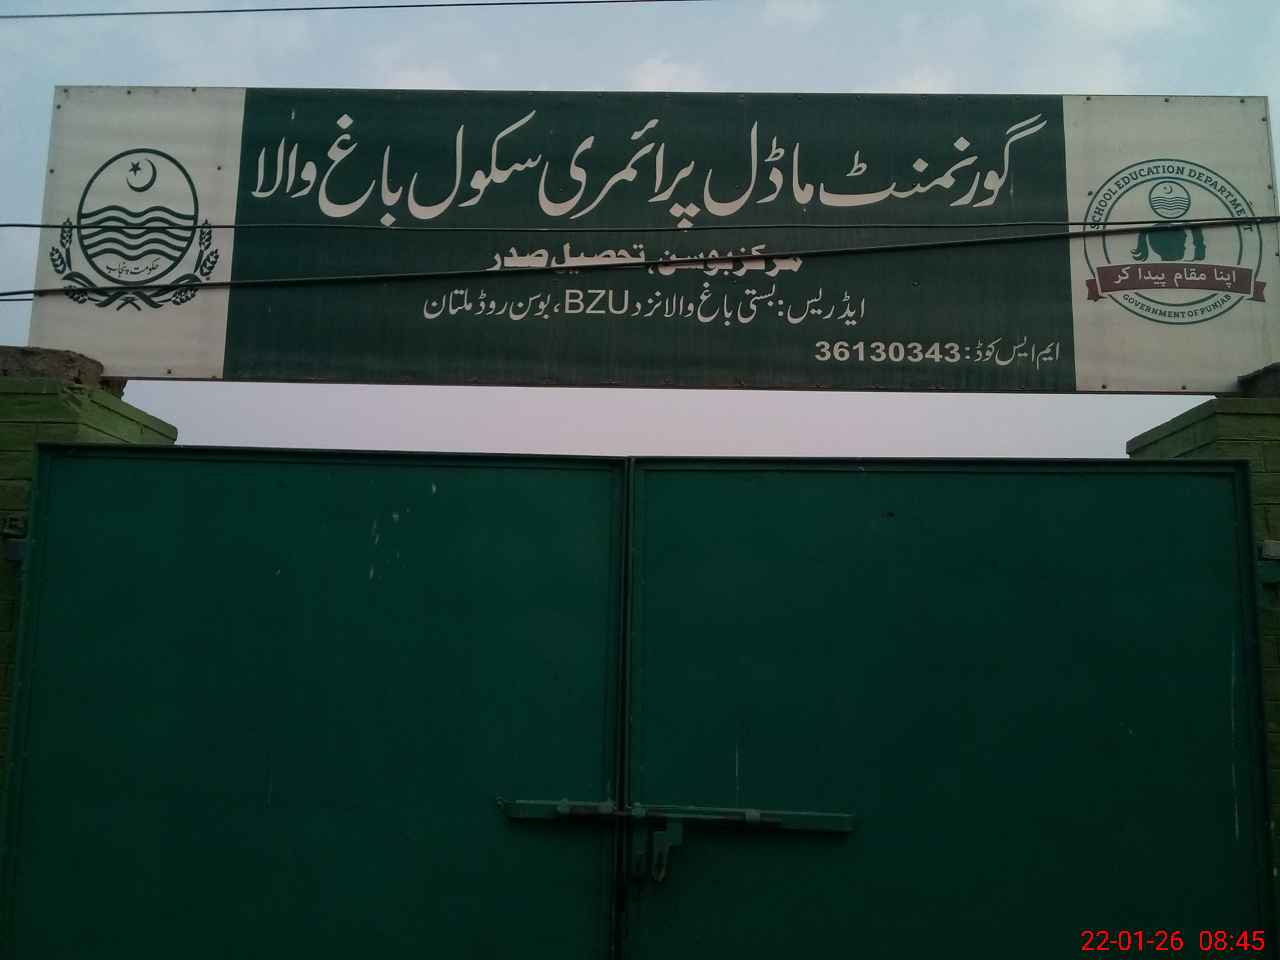 گورنمنٹ ماڈل پرائمری سکول باغ والا
مرکز بوسن، تحصیل صدر
ایڈریس: بستی باغ والا نزد BZU، بوسن روڈ ملتان
ایم ایس کوڈ: 36130343
حکومت پنجاب
SCHOOL EDUCATION DEPARTMENT
اپنا مقام پیدا کر
GOVERNMENT OF PUNJAB
22-01-26 08:45